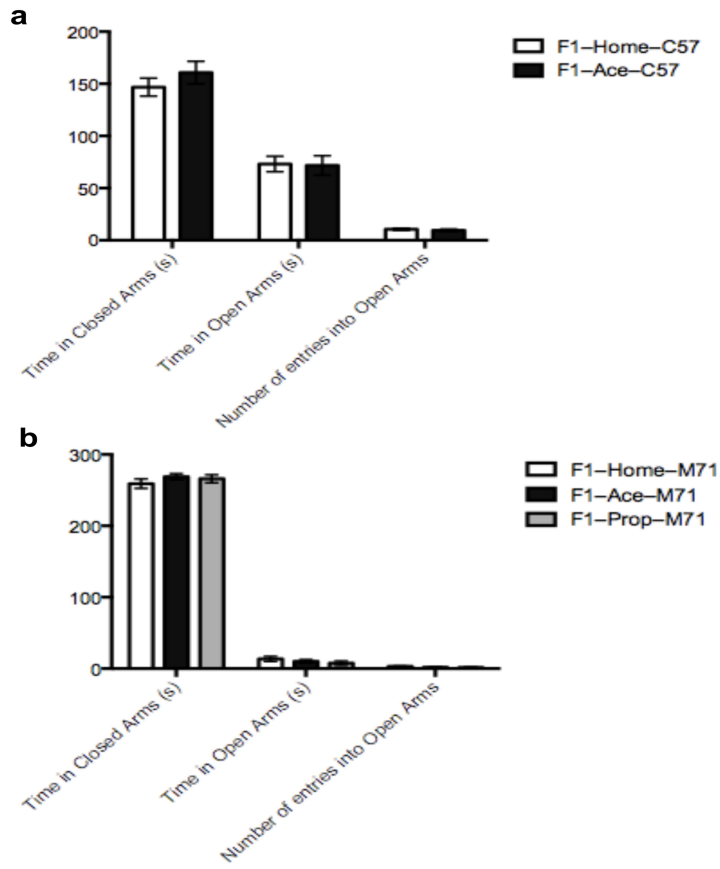 a
200
150
100
50
0
F1–Home–C57
F1–Ace–C57
Time in Closed Arms (s)
Time in Open Arms (s)
Number of entries into Open Arms
b
300
200
100
0
F1–Home–M71
F1–Ace–M71
F1–Prop–M71
Time in Closed Arms (s)
Time in Open Arms (s)
Number of entries into Open Arms